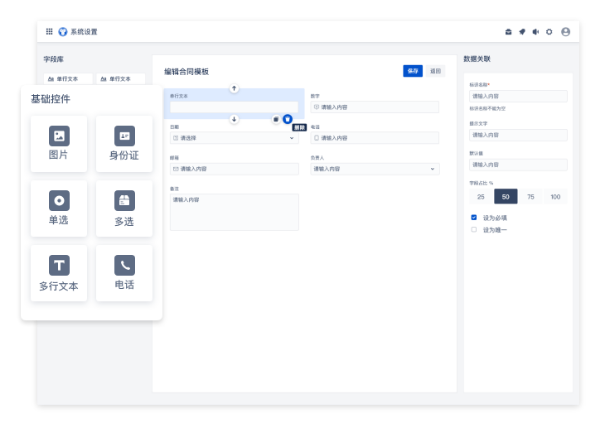 系统设置
字段库
单行文本
单行文本
基础控件
图片
身份证
单选
多选
多行文本
电话
编辑合同模板
保存
返回
单行文本
数字
请输入内容
删除
日期
请选择
电话
请输入内容
邮箱
请输入内容
负责人
请输入内容
备注
请输入内容
数据关联
标识名称*
请输入内容
标识名称不能为空
提示文字
请输入内容
默认值
请输入内容
字段占比 %
25
50
75
100
设为必填
设为唯一